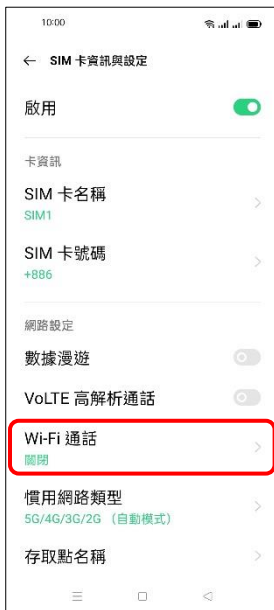 10:00
SIM 卡資訊與設定
啟用
卡資訊
SIM 卡名稱
SIM1
SIM 卡號碼
+886
網路設定
數據漫遊
VoLTE 高解析通話
Wi-Fi 通話
關閉
慣用網路類型
5G/4G/3G/2G （自動模式）
存取點名稱